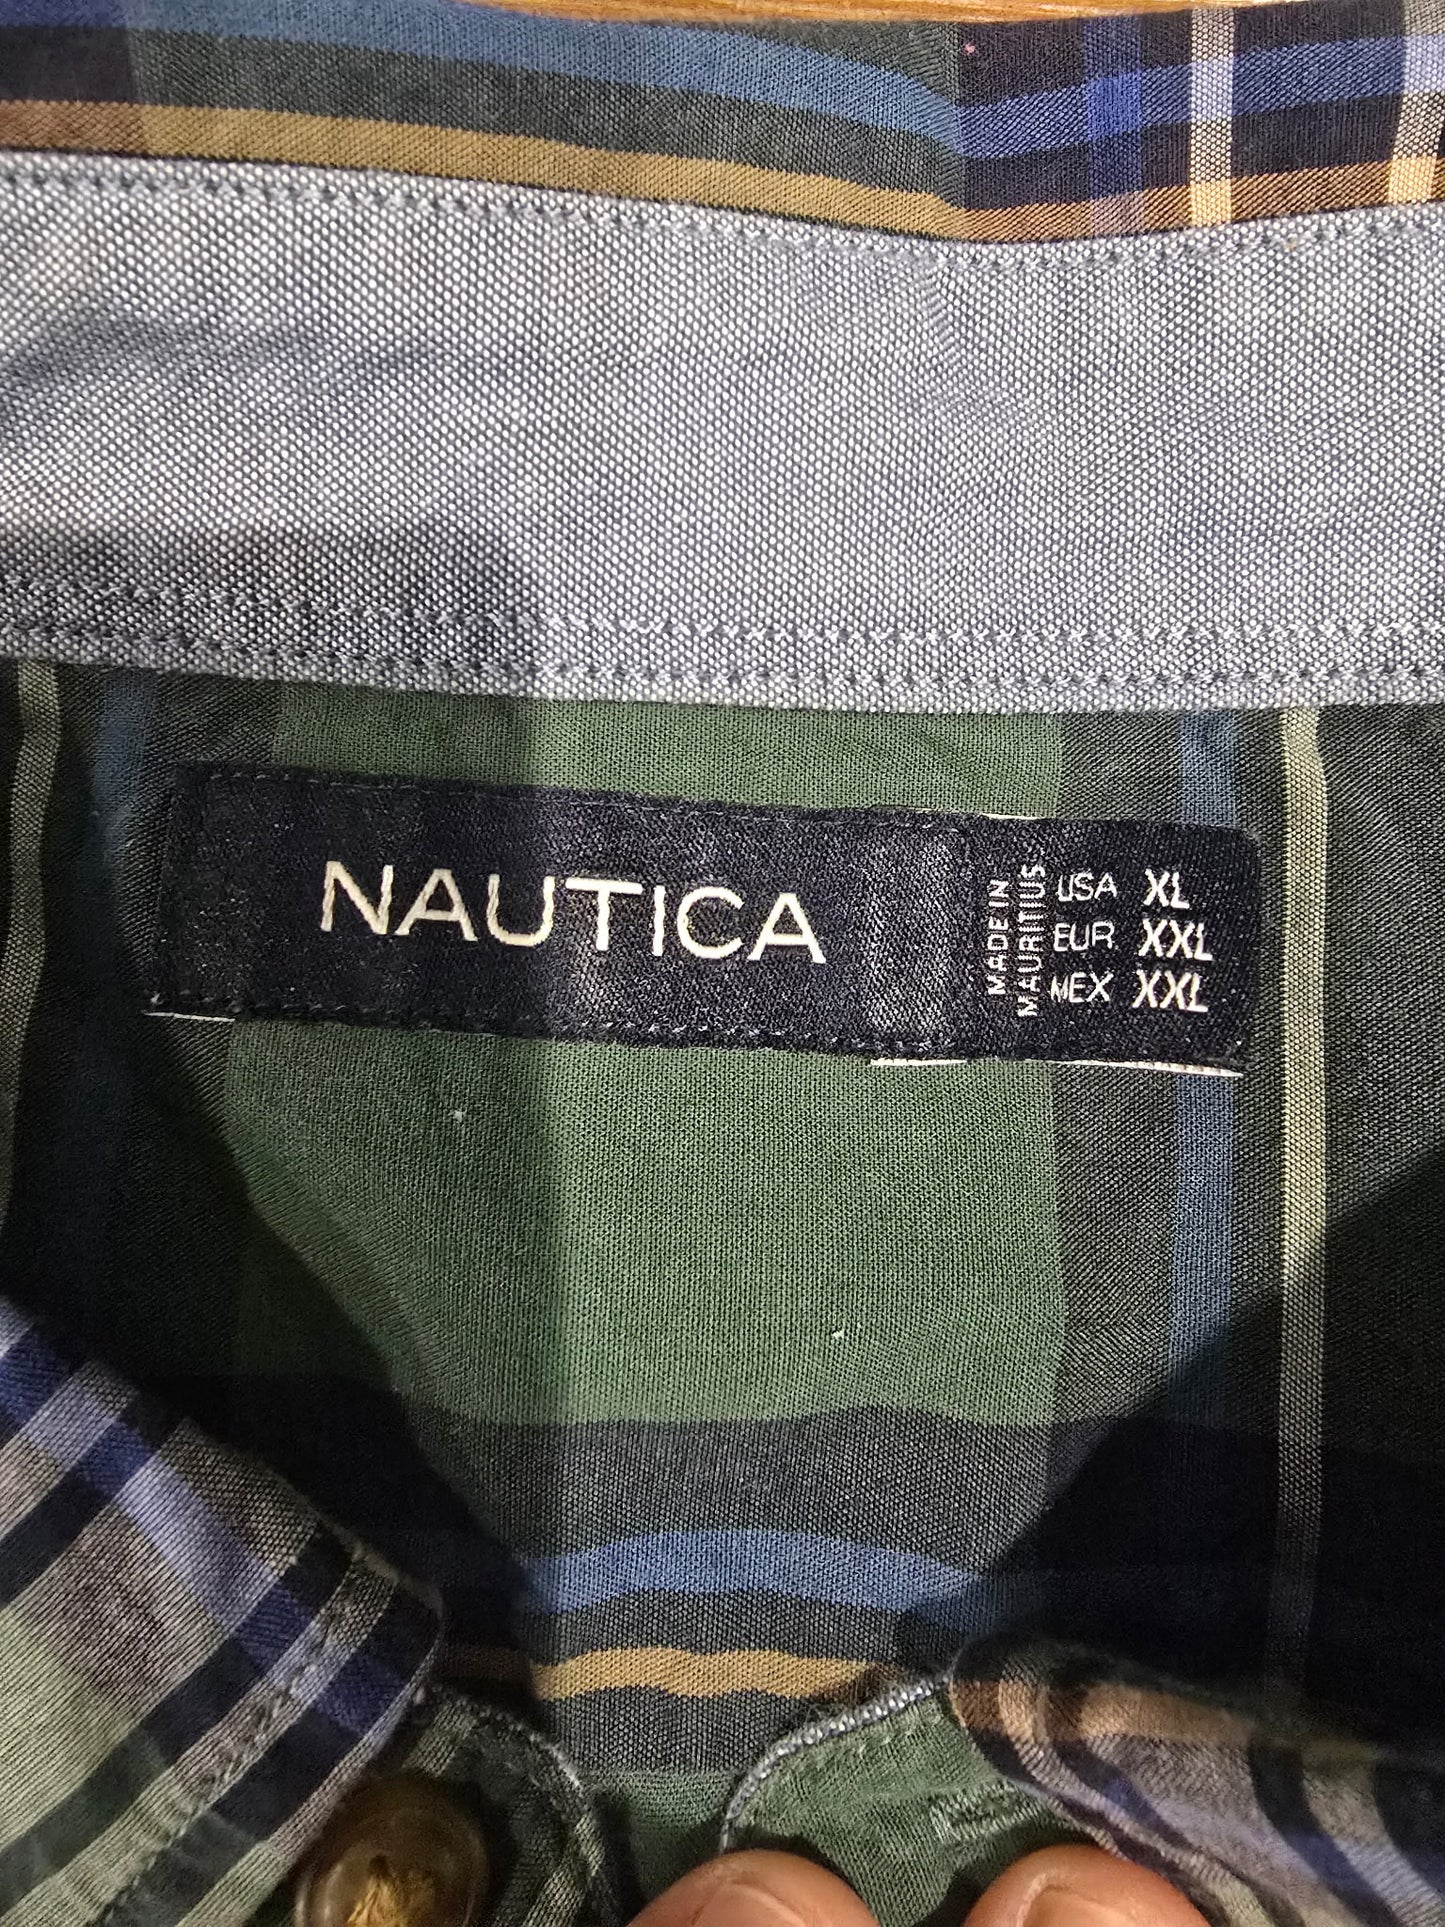 NAUTICA
MADE IN
MAURITIUS
USA XL
EUR XXL
MEX XXL